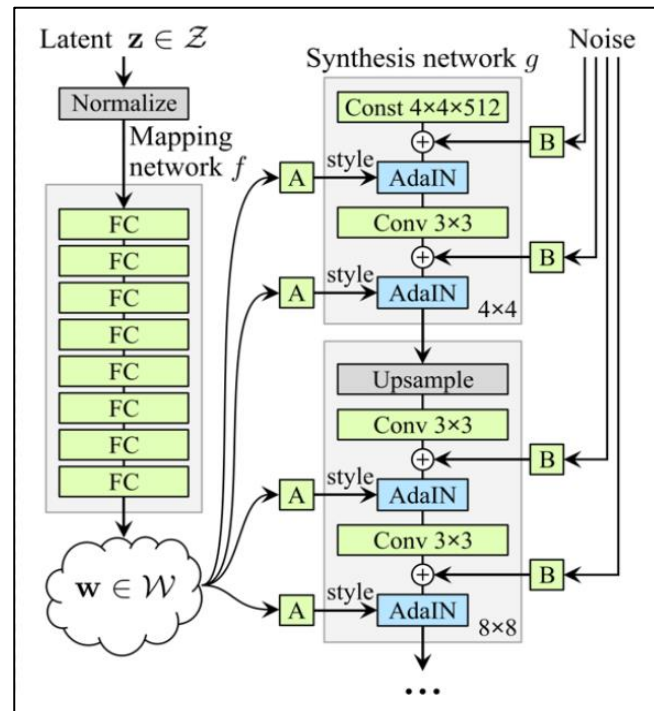 Latent z ∈ Z
Normalize
Mapping
network f
FC
FC
FC
FC
FC
FC
FC
FC
w ∈ W
Synthesis network g
Noise
Const 4×4×512
B
A
style
AdaIN
Conv 3×3
B
A
style
AdaIN
4×4
Upsample
Conv 3×3
B
A
style
AdaIN
Conv 3×3
B
A
style
AdaIN
8×8
...